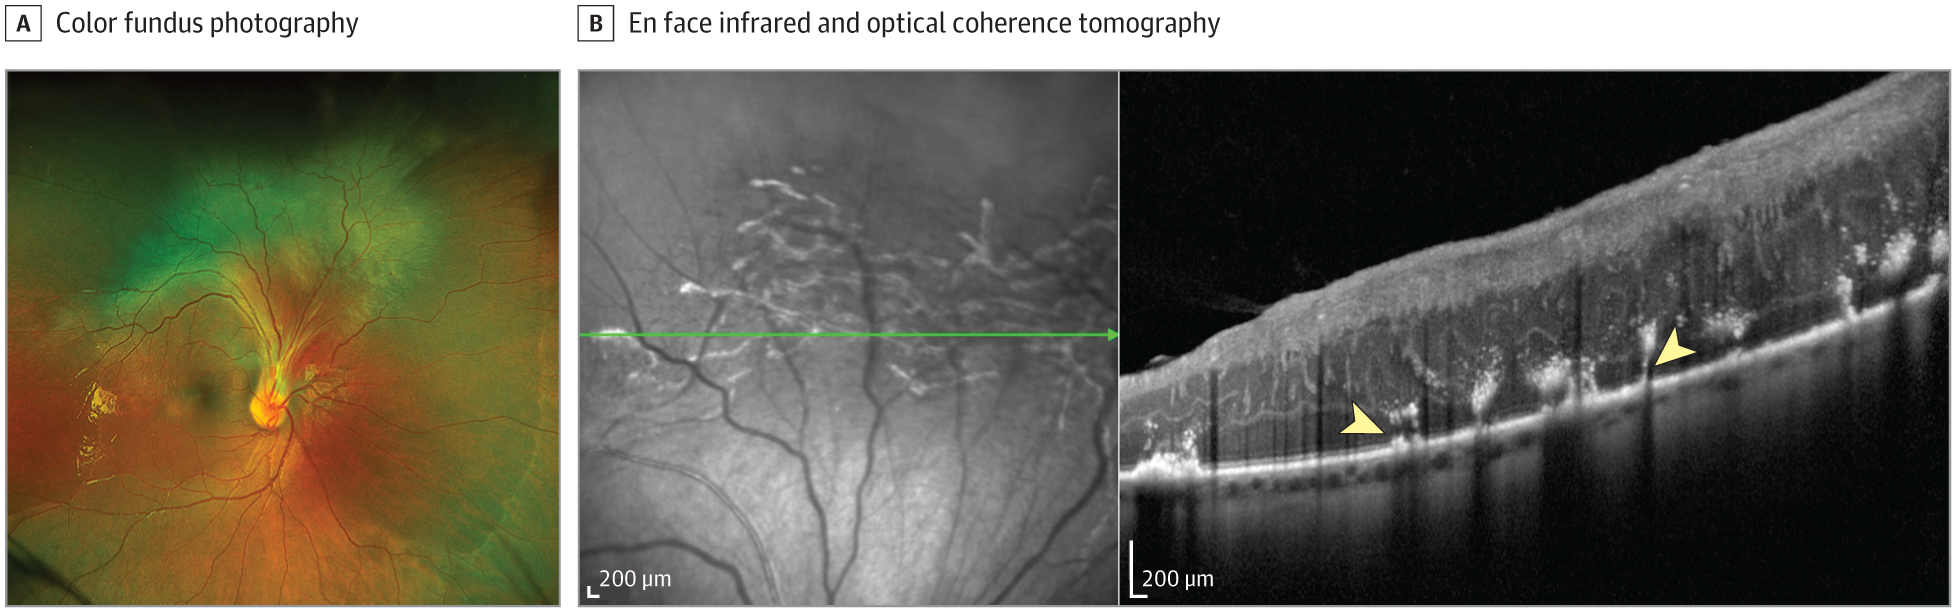 A Color fundus photography
B En face infrared and optical coherence tomography
200 μm
200 μm